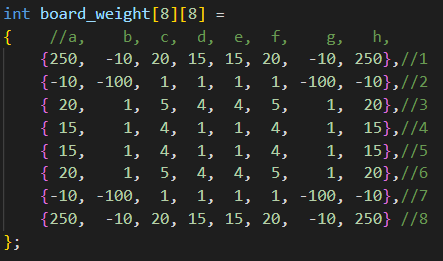 int board_weight[8][8] =
{    //a,    b,  c,  d,  e,  f,    g,   h,
    {250,  -10, 20, 15, 15, 20,  -10, 250},//1
    {-10, -100,  1,  1,  1,  1, -100, -10},//2
    { 20,    1,  5,  4,  4,  5,    1,  20},//3
    { 15,    1,  4,  1,  1,  4,    1,  15},//4
    { 15,    1,  4,  1,  1,  4,    1,  15},//5
    { 20,    1,  5,  4,  4,  5,    1,  20},//6
    {-10, -100,  1,  1,  1,  1, -100, -10},//7
    {250,  -10, 20, 15, 15, 20,  -10, 250} //8
};